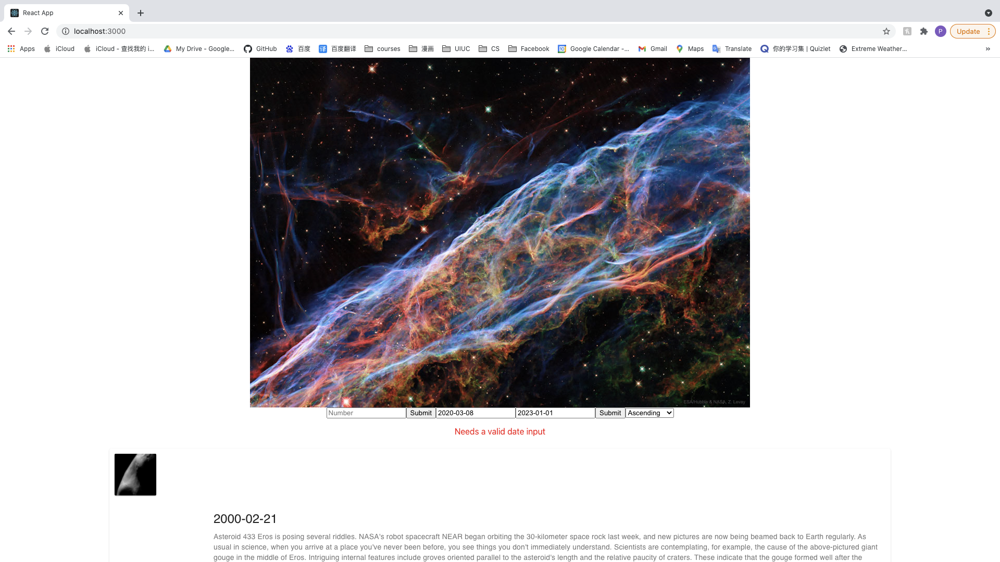 React App
localhost:3000
P
Update
Apps
iCloud
iCloud - 查找我的 i...
My Drive - Google...
GitHub
百度
译
百度翻译
courses
漫画
UIUC
CS
Facebook
10
Google Calendar -...
Gmail
Maps
Translate
你的学习集 | Quizlet
Extreme Weather...
»
ESA/Hubble & NASA, Z. Levay
Number Submit 2020-03-08 2023-01-01 Submit Ascending
Needs a valid date input
2000-02-21
Asteroid 433 Eros is posing several riddles. NASA's robot spacecraft NEAR began orbiting the 30-kilometer space rock last week, and new pictures are now being beamed back to Earth regularly. As
usual in science, when you arrive at a place you've never been before, you see things you don't immediately understand. Scientists are contemplating, for example, the cause of the above-pictured giant
gouge in the middle of Eros. Intriguing internal features include groves oriented parallel to the asteroid's length and the relative paucity of craters. These indicate that the gouge formed well after the